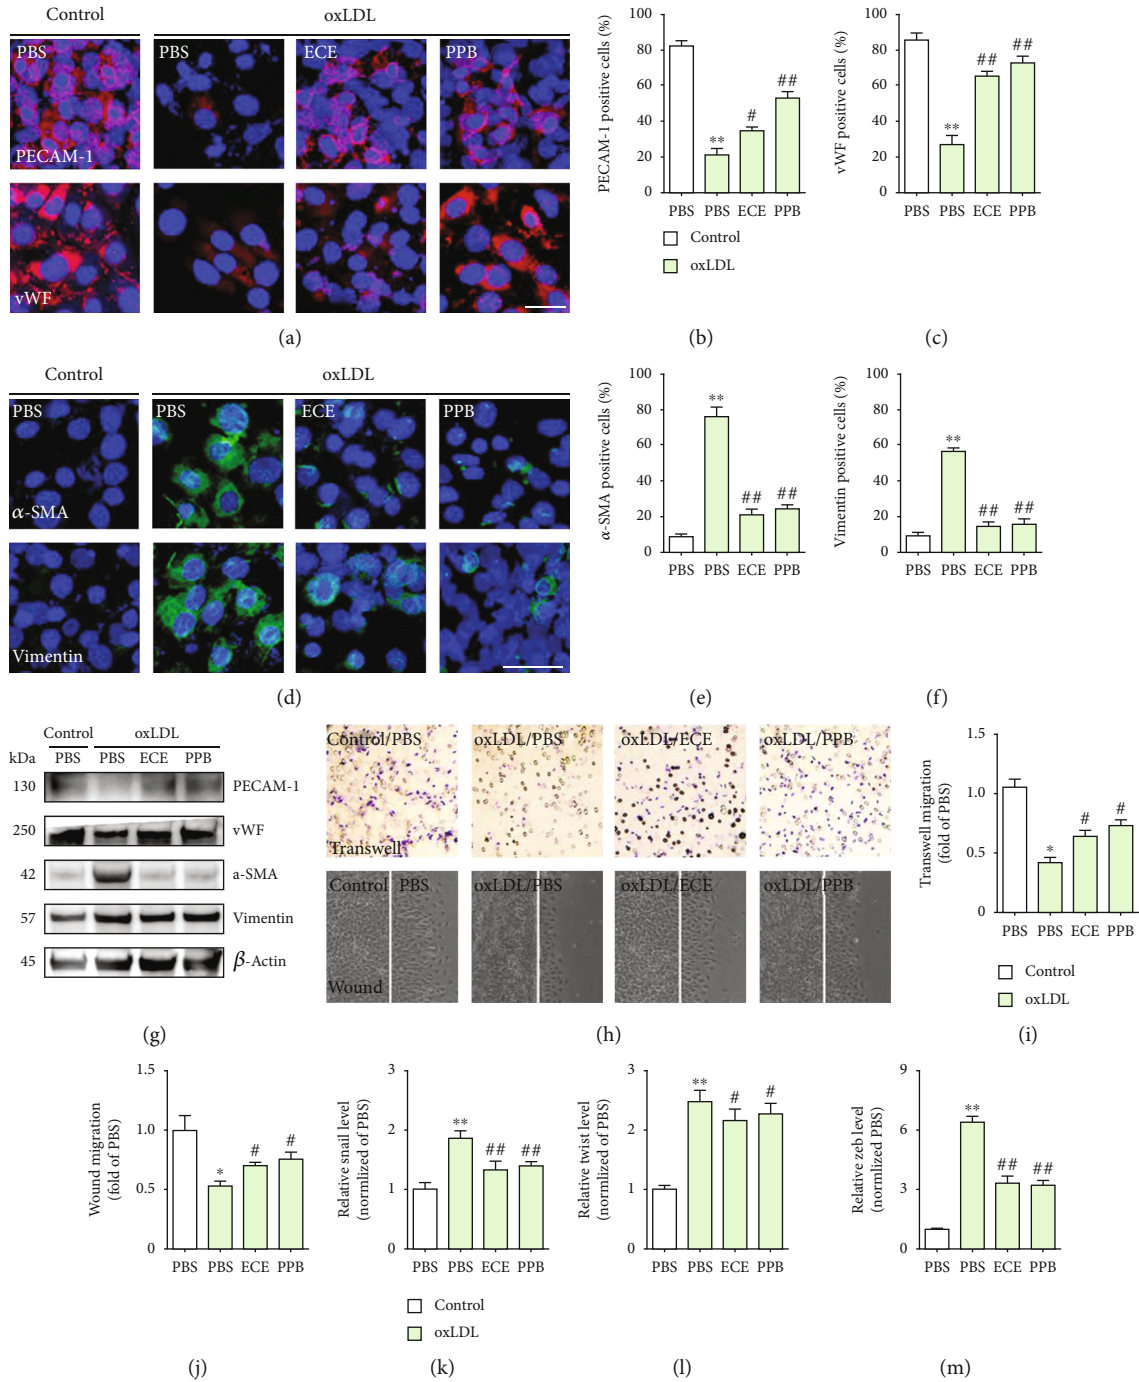 Control oxLDL
PBS PBS ECE PPB
PECAM-1
vWF
(a)
PECAM-1 positive cells (%)
100
80
60
40
20
0
** # ##
PBS PBS ECE PPB
Control
oxLDL
(b)
vWF positive cells (%)
100
80
60
40
20
0
** ## ##
PBS PBS ECE PPB
(c)
Control oxLDL
PBS PBS ECE PPB
α-SMA
Vimentin
(d)
α-SMA positive cells (%)
100
80
60
40
20
0
** ## ##
PBS PBS ECE PPB
(e)
Vimentin positive cells (%)
100
80
60
40
20
0
** ## ##
PBS PBS ECE PPB
(f)
Control oxLDL
kDa PBS PBS ECE PPB
130 PECAM-1
250 vWF
42 a-SMA
57 Vimentin
45 β-Actin
(g)
Control/PBS oxLDL/PBS oxLDL/ECE oxLDL/PPB
Transwell
Control PBS oxLDL/PBS oxLDL/ECE oxLDL/PPB
Wound
(h)
Transwell migration
(fold of PBS)
1.5
1.0
0.5
0
* # #
PBS PBS ECE PPB
Control
oxLDL
(i)
Wound migration
(fold of PBS)
1.5
1.0
0.5
0
* # #
PBS PBS ECE PPB
(j)
Relative snail level
(normlized of PBS)
3
2
1
0
** ## ##
PBS PBS ECE PPB
Control
oxLDL
(k)
Relative twist level
(normlized of PBS)
3
2
1
0
** # #
PBS PBS ECE PPB
(l)
Relative zeb level
(normlized PBS)
9
6
3
0
** ## ##
PBS PBS ECE PPB
(m)